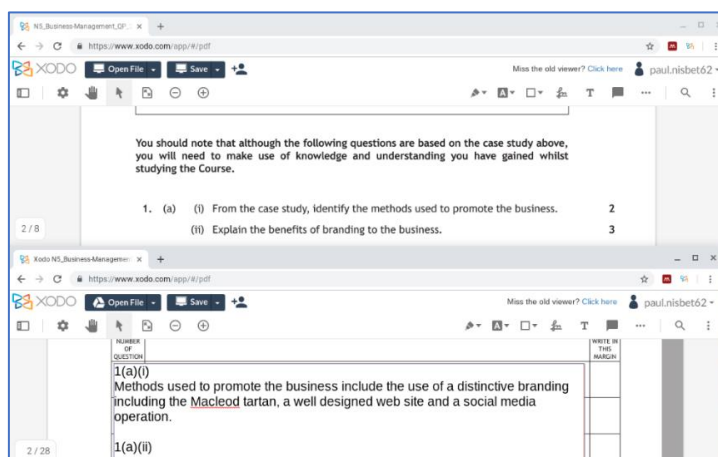 N5_Business-Management_QP_
https://www.xodo.com/app/#/pdf
XODO Open File Save Miss the old viewer? Click here paul.nisbet62
T
You should note that although the following questions are based on the case study above,
you will need to make use of knowledge and understanding you have gained whilst
studying the Course.
1. (a) (i) From the case study, identify the methods used to promote the business. 2
(ii) Explain the benefits of branding to the business. 3
2 / 8
Xodo N5_Business-Management
https://www.xodo.com/app/#/pdf
XODO Open File Save Miss the old viewer? Click here paul.nisbet62
T
NUMBER OF QUESTION WRITE IN THIS MARGIN
1(a)(i)
Methods used to promote the business include the use of a distinctive branding
including the Macleod tartan, a well designed web site and a social media
operation.
1(a)(ii)
2 / 28